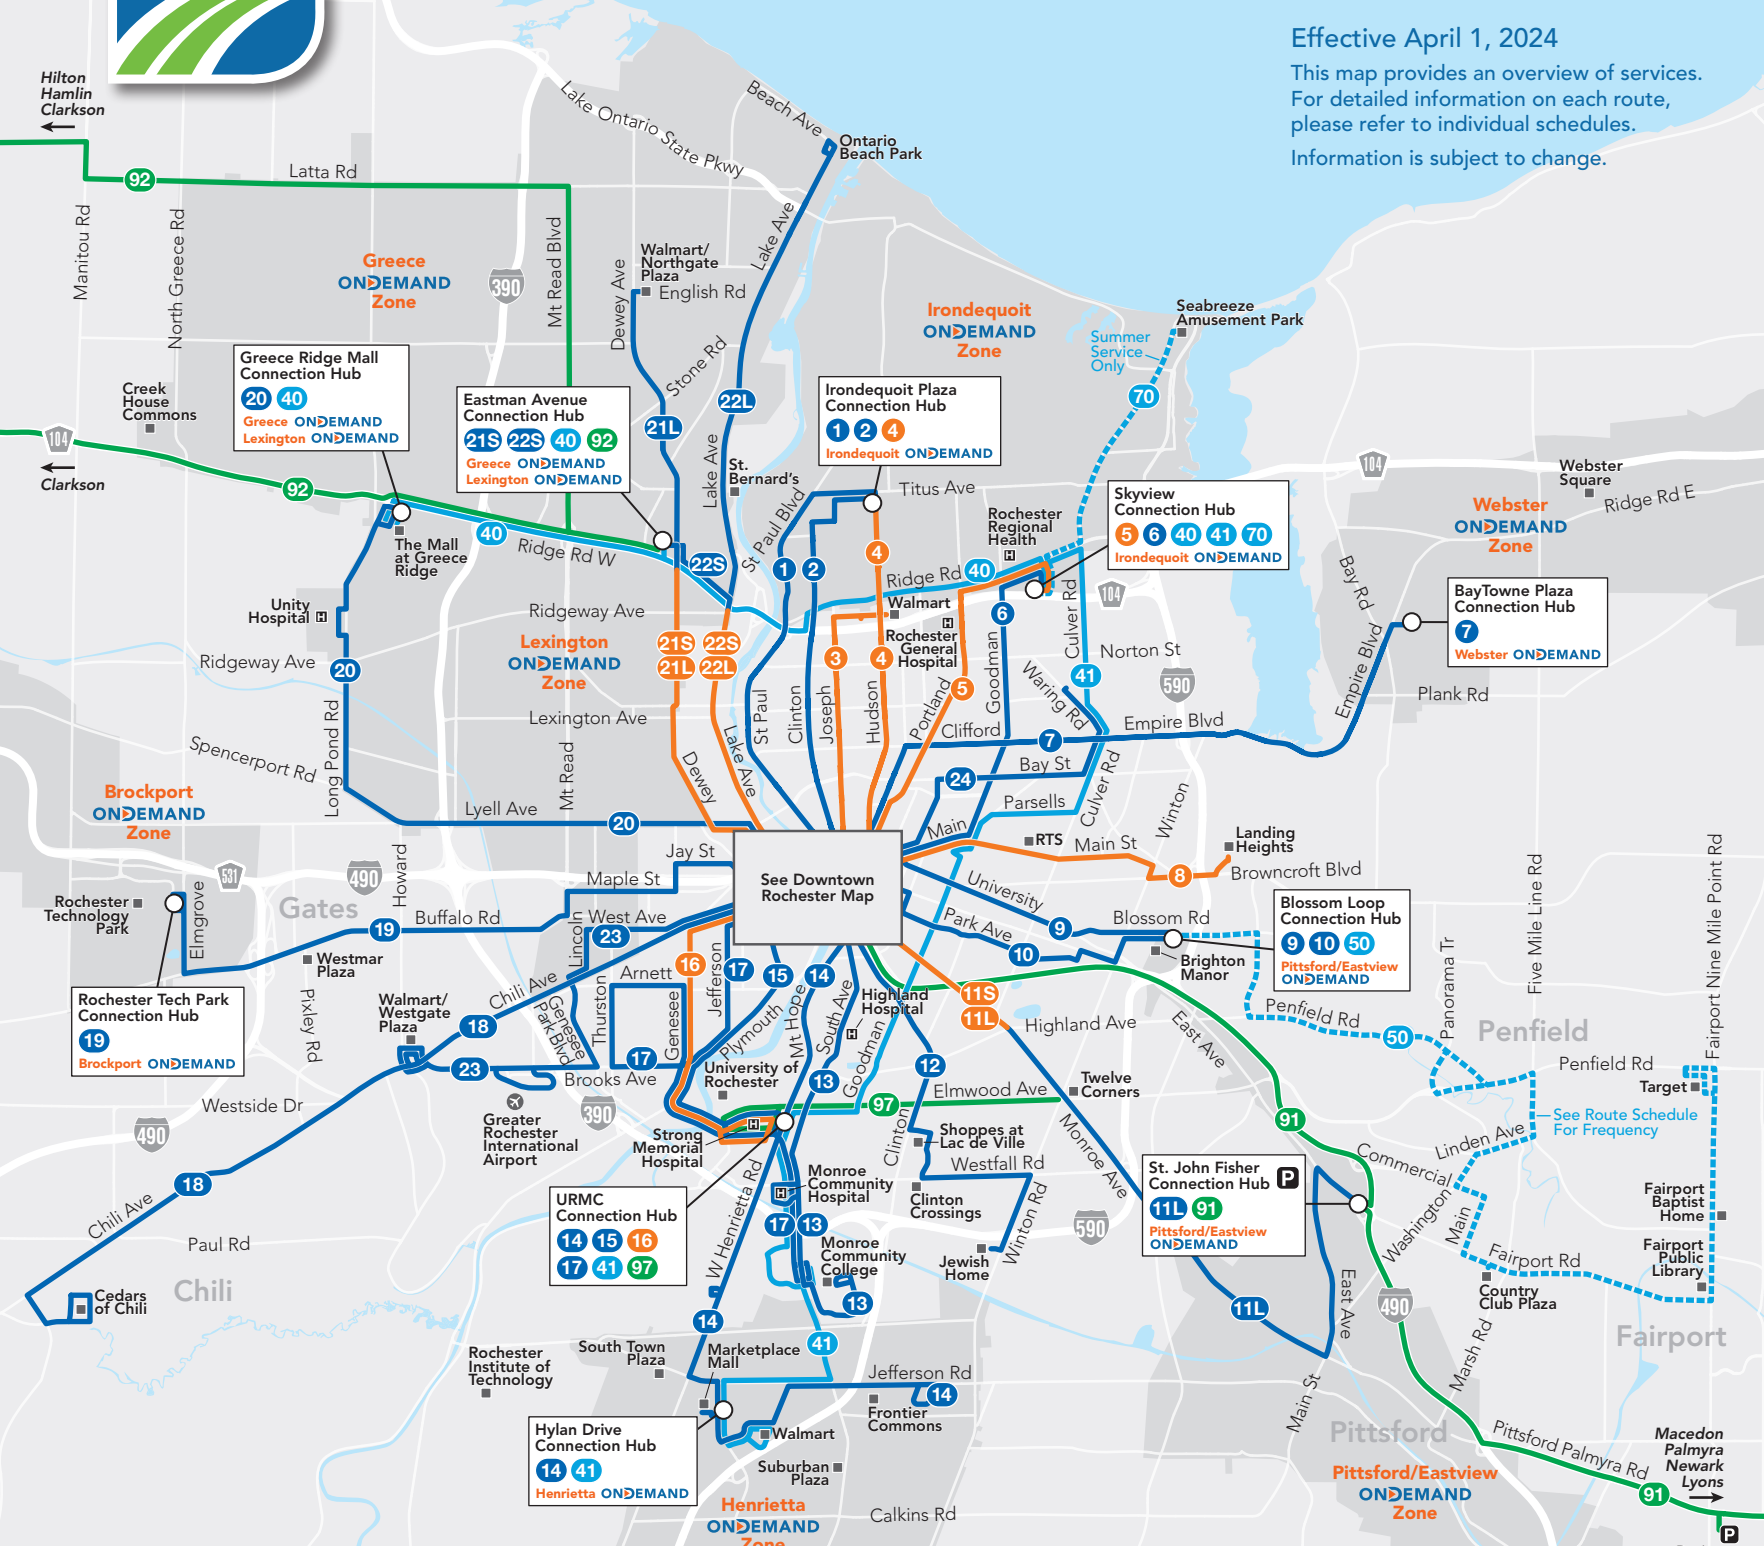 Effective April 1, 2024
This map provides an overview of services.
For detailed information on each route,
please refer to individual schedules.
Information is subject to change.
Hilton
Hamlin
Clarkson
92
Latta Rd
Manitou Rd
North Greece Rd
Mt Read Blvd
Greece
ONDEMAND
Zone
390
Lake Ontario State Pkwy
Beach Ave
Ontario
Beach Park
Lake Ave
Walmart/
Northgate
Plaza
English Rd
Dewey Ave
Stone Rd
22L
21L
Lake Ave
St.
Bernard's
St Paul Blvd
Irondequoit
ONDEMAND
Zone
Summer
Service
Only
Seabreeze
Amusement Park
70
Greece Ridge Mall
Connection Hub
20
40
Greece ONDEMAND
Lexington ONDEMAND
Creek
House
Commons
104
Clarkson
92
Eastman Avenue
Connection Hub
21S
22S
40
92
Greece ONDEMAND
Lexington ONDEMAND
Irondequoit Plaza
Connection Hub
1
2
4
Irondequoit ONDEMAND
Titus Ave
Rochester
Regional
Health
H
Skyview
Connection Hub
5
6
40
41
70
Irondequoit ONDEMAND
104
Webster
Square
Ridge Rd E
Webster
ONDEMAND
Zone
The Mall
at Greece
Ridge
40
Ridge Rd W
22S
1
2
4
Ridge Rd
40
Walmart
H
Rochester
General
Hospital
6
Culver Rd
104
Bay Rd
BayTowne Plaza
Connection Hub
7
Webster ONDEMAND
Unity
Hospital
H
Ridgeway Ave
Ridgeway Ave
20
Lexington
ONDEMAND
Zone
21S
21L
22S
22L
3
4
5
Goodman
Norton St
41
590
Waring Rd
Empire Blvd
Plank Rd
Lexington Ave
St Paul
Clinton
Joseph
Hudson
Portland
Clifford
7
Empire Blvd
Spencerport Rd
Long Pond Rd
Mt Read
Dewey
Lake Ave
Bay St
24
Parsells
Culver Rd
Winton
Brockport
ONDEMAND
Zone
Lyell Ave
20
Main
RTS
Main St
8
Landing
Heights
Browncroft Blvd
See Downtown
Rochester Map
Jay St
Maple St
531
490
Howard
Gates
Rochester
Technology
Park
Elmgrove
19
Buffalo Rd
West Ave
23
Lincoln
University
9
Park Ave
10
Blossom Rd
Brighton
Manor
Blossom Loop
Connection Hub
9
10
50
Pittsford/Eastview
ONDEMAND
Five Mile Line Rd
Fairport Nine Mile Point Rd
Panorama Tr
Rochester Tech Park
Connection Hub
19
Brockport ONDEMAND
Westmar
Plaza
Pixley Rd
Walmart/
Westgate
Plaza
Chili Ave
18
23
Genesee
Park Blvd
Thurston
Arnett
Genesee
16
Jefferson
17
15
14
Plymouth
Mt Hope
South Ave
Highland
Hospital
H
Goodman
11S
11L
Highland Ave
East Ave
Penfield Rd
50
Penfield
Penfield Rd
Target
17
Brooks Ave
University of
Rochester
13
12
97
Elmwood Ave
Twelve
Corners
91
See Route Schedule
For Frequency
Linden Ave
Westside Dr
490
Greater
Rochester
International
Airport
390
Strong
Memorial
Hospital
H
Clinton
Shoppes at
Lac de Ville
Westfall Rd
Monroe Ave
Commercial
Clinton
Crossings
Winton Rd
Jewish
Home
590
St. John Fisher
Connection Hub
P
11L
91
Pittsford/Eastview
ONDEMAND
Washington
Main
Fairport
Baptist
Home
Fairport
Public
Library
Fairport Rd
Country
Club Plaza
Fairport
18
Chili Ave
Paul Rd
Chili
Cedars
of Chili
URMC
Connection Hub
14
15
16
17
41
97
W Henrietta Rd
Monroe
Community
Hospital
H
17
13
Monroe
Community
College
13
14
41
11L
East Ave
490
Marsh Rd
Rochester
Institute of
Technology
South Town
Plaza
Marketplace
Mall
Jefferson Rd
14
Frontier
Commons
Walmart
Suburban
Plaza
Main St
Pittsford
Pittsford/Eastview
ONDEMAND
Zone
Pittsford Palmyra Rd
91
Macedon
Palmyra
Newark
Lyons
P
Hylan Drive
Connection Hub
14
41
Henrietta ONDEMAND
Henrietta
ONDEMAND
Zone
Calkins Rd